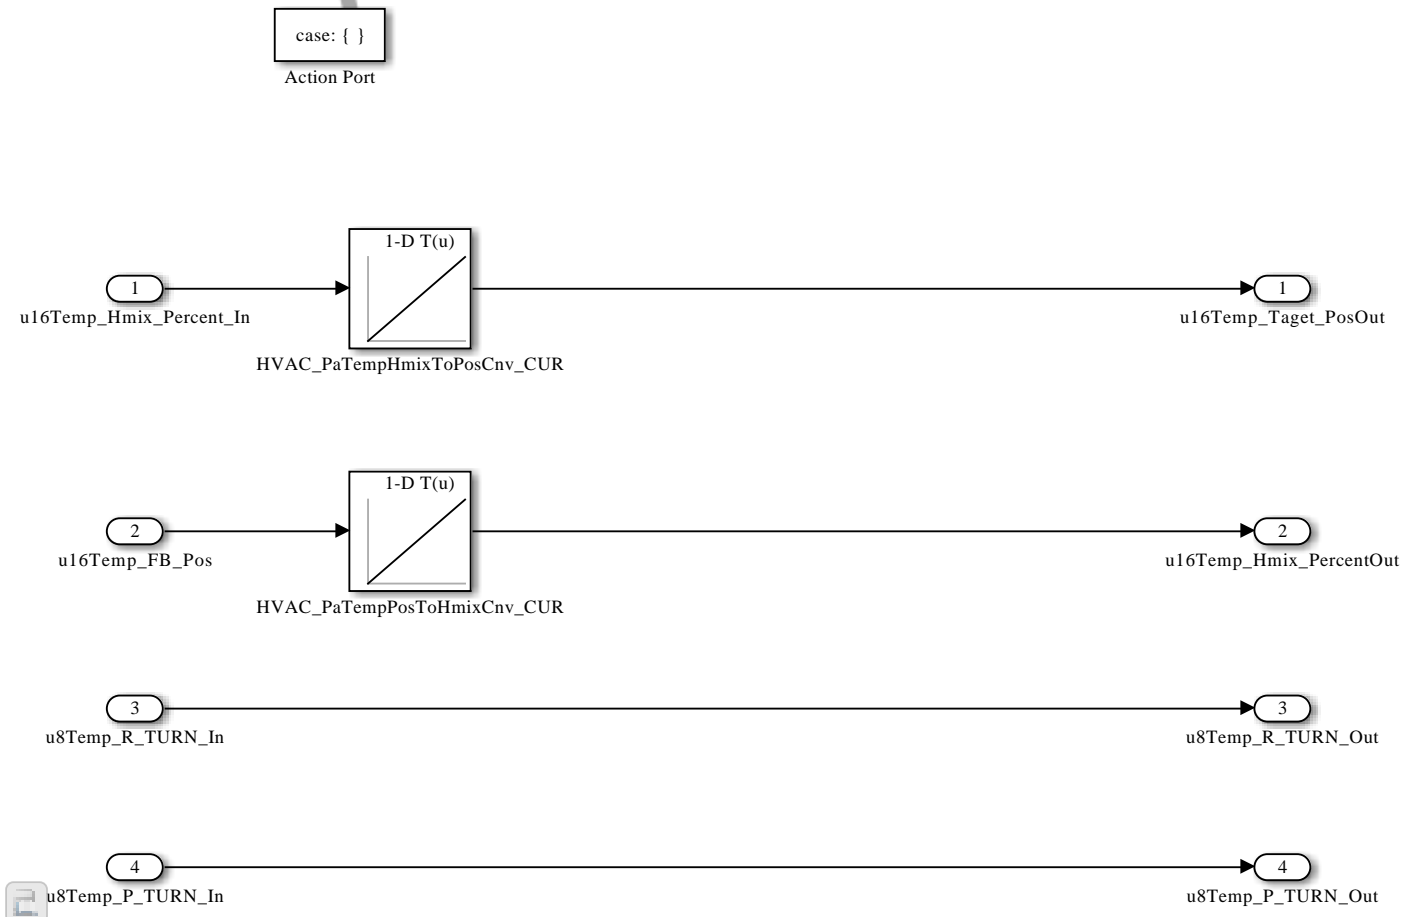 case: { }
Action Port
1-D T(u)
1
1
u16Temp_Hmix_Percent_In
u16Temp_Taget_PosOut
HVAC_PaTempHmixToPosCnv_CUR
1-D T(u)
2
2
u16Temp_FB_Pos
u16Temp_Hmix_PercentOut
HVAC_PaTempPosToHmixCnv_CUR
3
3
u8Temp_R_TURN_In
u8Temp_R_TURN_Out
4
4
u8Temp_P_TURN_In
u8Temp_P_TURN_Out